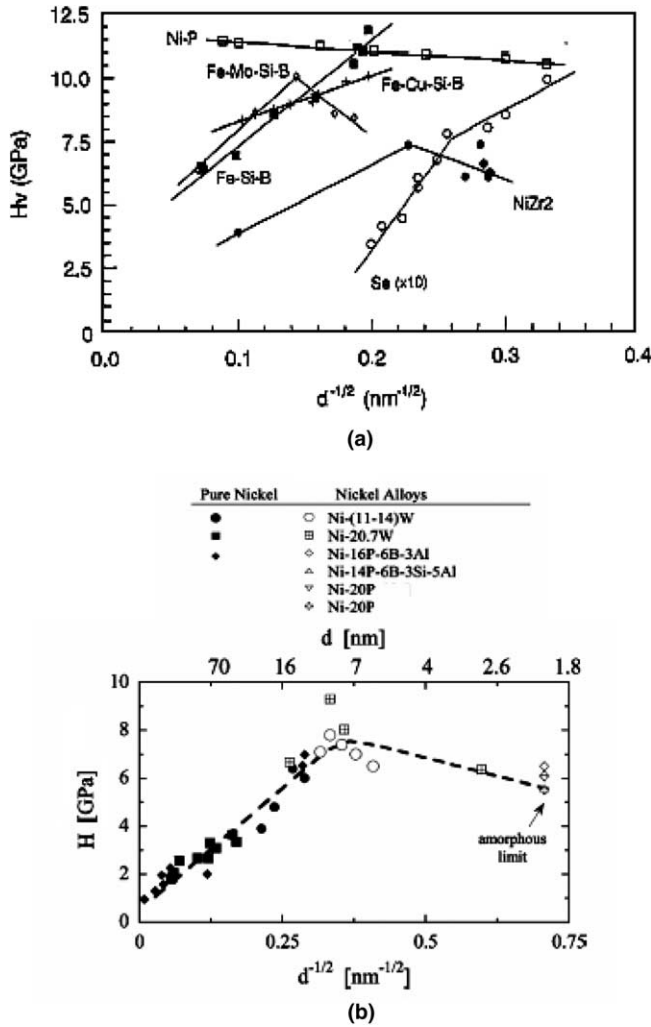 12.5
10.0
7.5
5.0
2.5
0
Hv (GPa)
Ni-P
Fe-Mo-Si-B
Fe-Cu-Si-B
Fe-Si-B
NiZr2
Se (x10)
0.0 0.1 0.2 0.3 0.4
d-1/2 (nm-1/2)
(a)
Pure Nickel Nickel Alloys
Ni-(11-14)W
Ni-20.7W
Ni-16P-6B-3Al
Ni-14P-6B-3Si-5Al
Ni-20P
Ni-20P
d [nm]
70 16 7 4 2.6 1.8
10
8
6
4
2
0
H [GPa]
amorphous
limit
0 0.25 0.50 0.75
d-1/2 [nm-1/2]
(b)